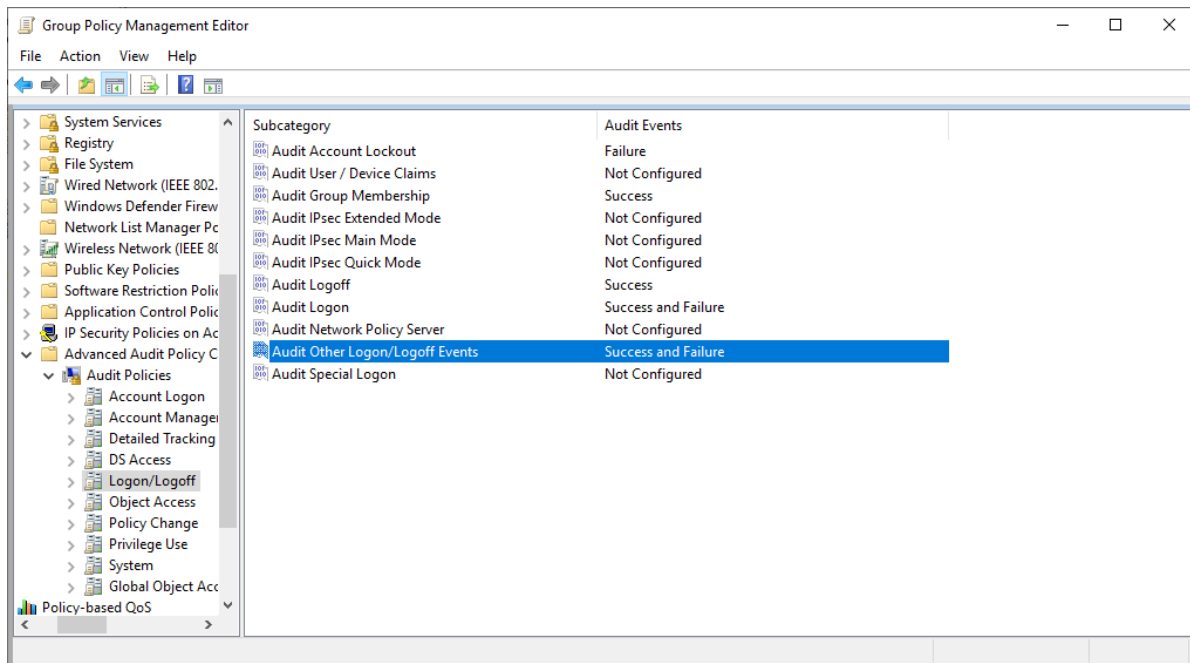 Group Policy Management Editor
File Action View Help
System Services
Registry
File System
Wired Network (IEEE 802.
Windows Defender Firew
Network List Manager Po
Wireless Network (IEEE 80
Public Key Policies
Software Restriction Polic
Application Control Polic
IP Security Policies on Ac
Advanced Audit Policy C
Audit Policies
Account Logon
Account Manager
Detailed Tracking
DS Access
Logon/Logoff
Object Access
Policy Change
Privilege Use
System
Global Object Acc
Policy-based QoS
Subcategory Audit Events
Audit Account Lockout Failure
Audit User / Device Claims Not Configured
Audit Group Membership Success
Audit IPsec Extended Mode Not Configured
Audit IPsec Main Mode Not Configured
Audit IPsec Quick Mode Not Configured
Audit Logoff Success
Audit Logon Success and Failure
Audit Network Policy Server Not Configured
Audit Other Logon/Logoff Events Success and Failure
Audit Special Logon Not Configured